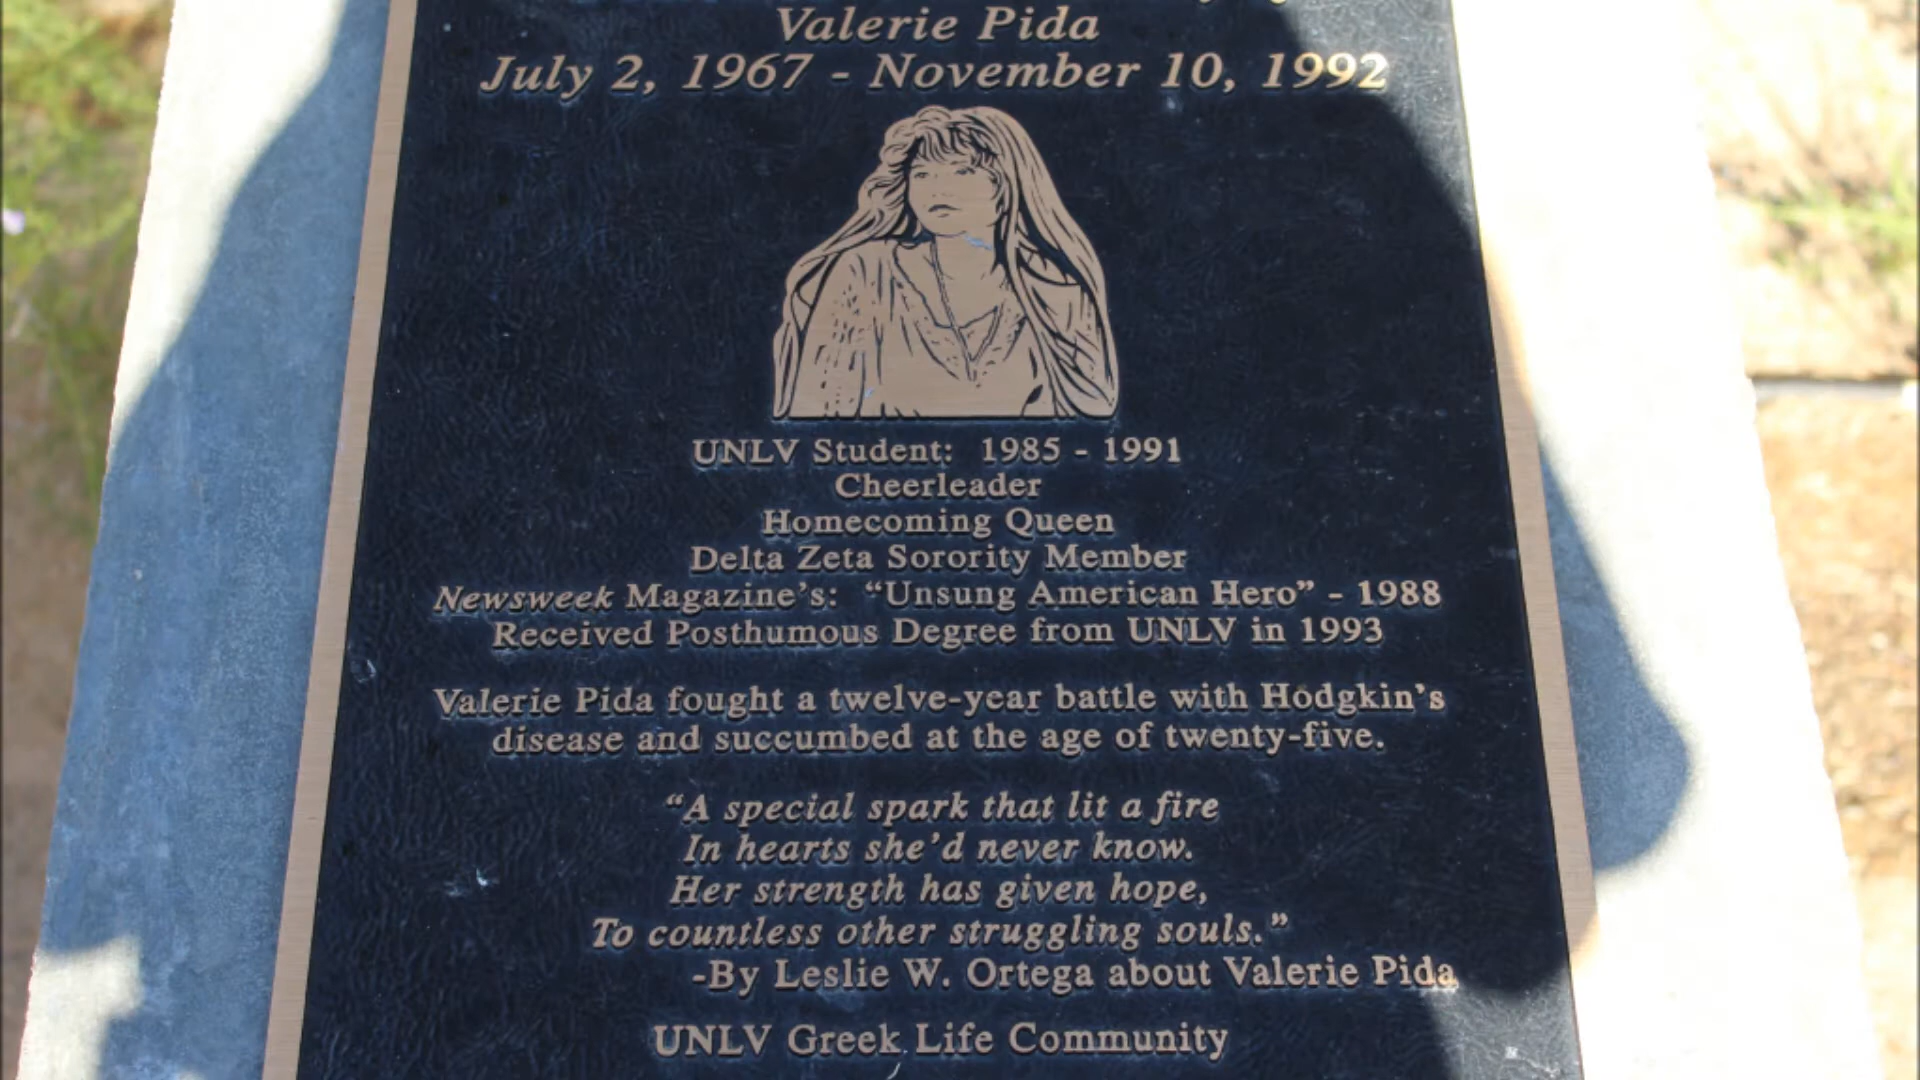 Valerie Pida
July 2, 1967 - November 10, 1992
UNLV Student: 1985 - 1991
Cheerleader
Homecoming Queen
Delta Zeta Sorority Member
Newsweek Magazine's: “Unsung American Hero” - 1988
Received Posthumous Degree from UNLV in 1993
Valerie Pida fought a twelve-year battle with Hodgkin's
disease and succumbed at the age of twenty-five.
“A special spark that lit a fire
In hearts she'd never know.
Her strength has given hope,
To countless other struggling souls.”
-By Leslie W. Ortega about Valerie Pida
UNLV Greek Life Community